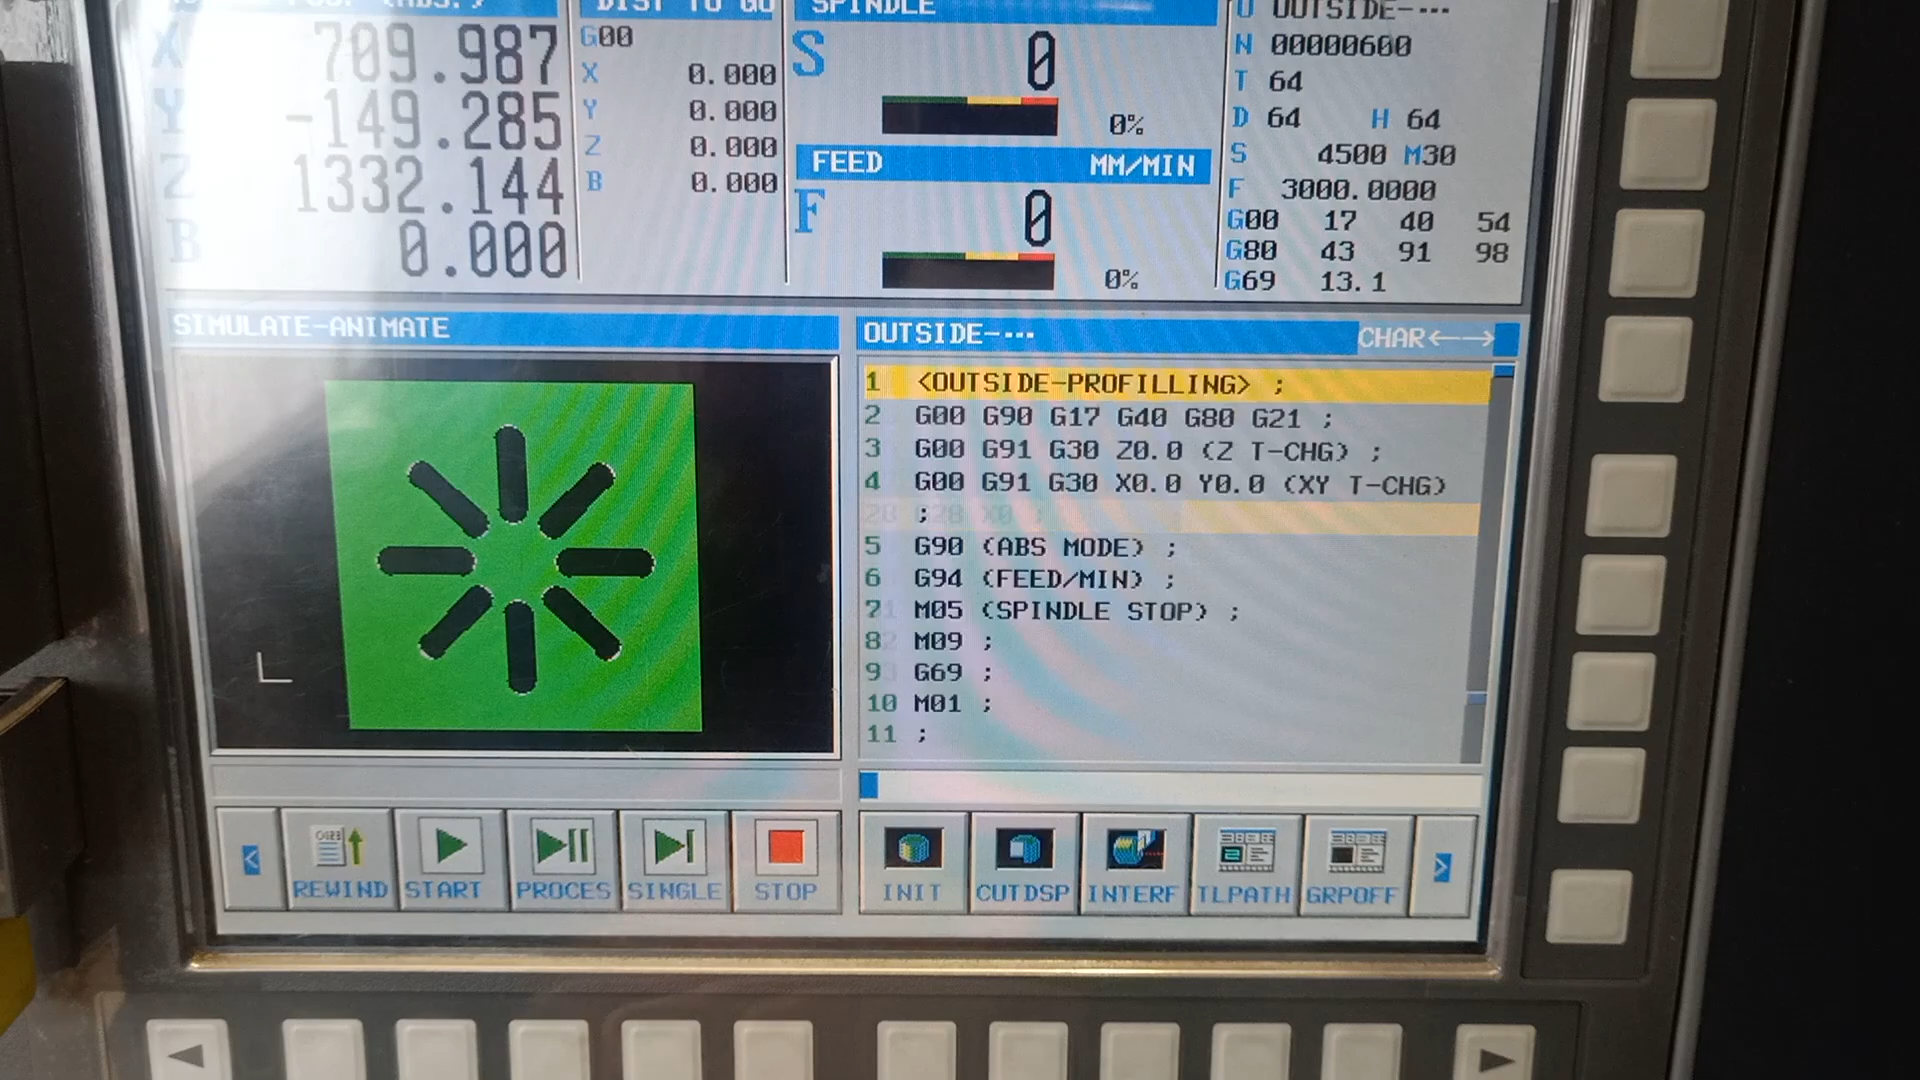 DIST TO GO
SPINDLE
OUTSIDE-···
X 709.987
Y -149.285
Z 1332.144
B 0.000
G00
X 0.000
Y 0.000
Z 0.000
B 0.000
S 0
0%
FEED MM/MIN
F 0
0%
N 00000600
T 64
D 64 H 64
S 4500 M30
F 3000.0000
G00 17 40 54
G80 43 91 98
G69 13.1
SIMULATE-ANIMATE
OUTSIDE-··· CHAR←→
1 <OUTSIDE-PROFILLING> ;
2 G00 G90 G17 G40 G80 G21 ;
3 G00 G91 G30 Z0.0 (Z T-CHG) ;
4 G00 G91 G30 X0.0 Y0.0 (XY T-CHG)
;
5 G90 (ABS MODE) ;
6 G94 (FEED/MIN) ;
7 M05 (SPINDLE STOP) ;
8 M09 ;
9 G69 ;
10 M01 ;
11 ;
< REWIND START PROCES SINGLE STOP INIT CUTDSP INTERF TLPATH GRPOFF >